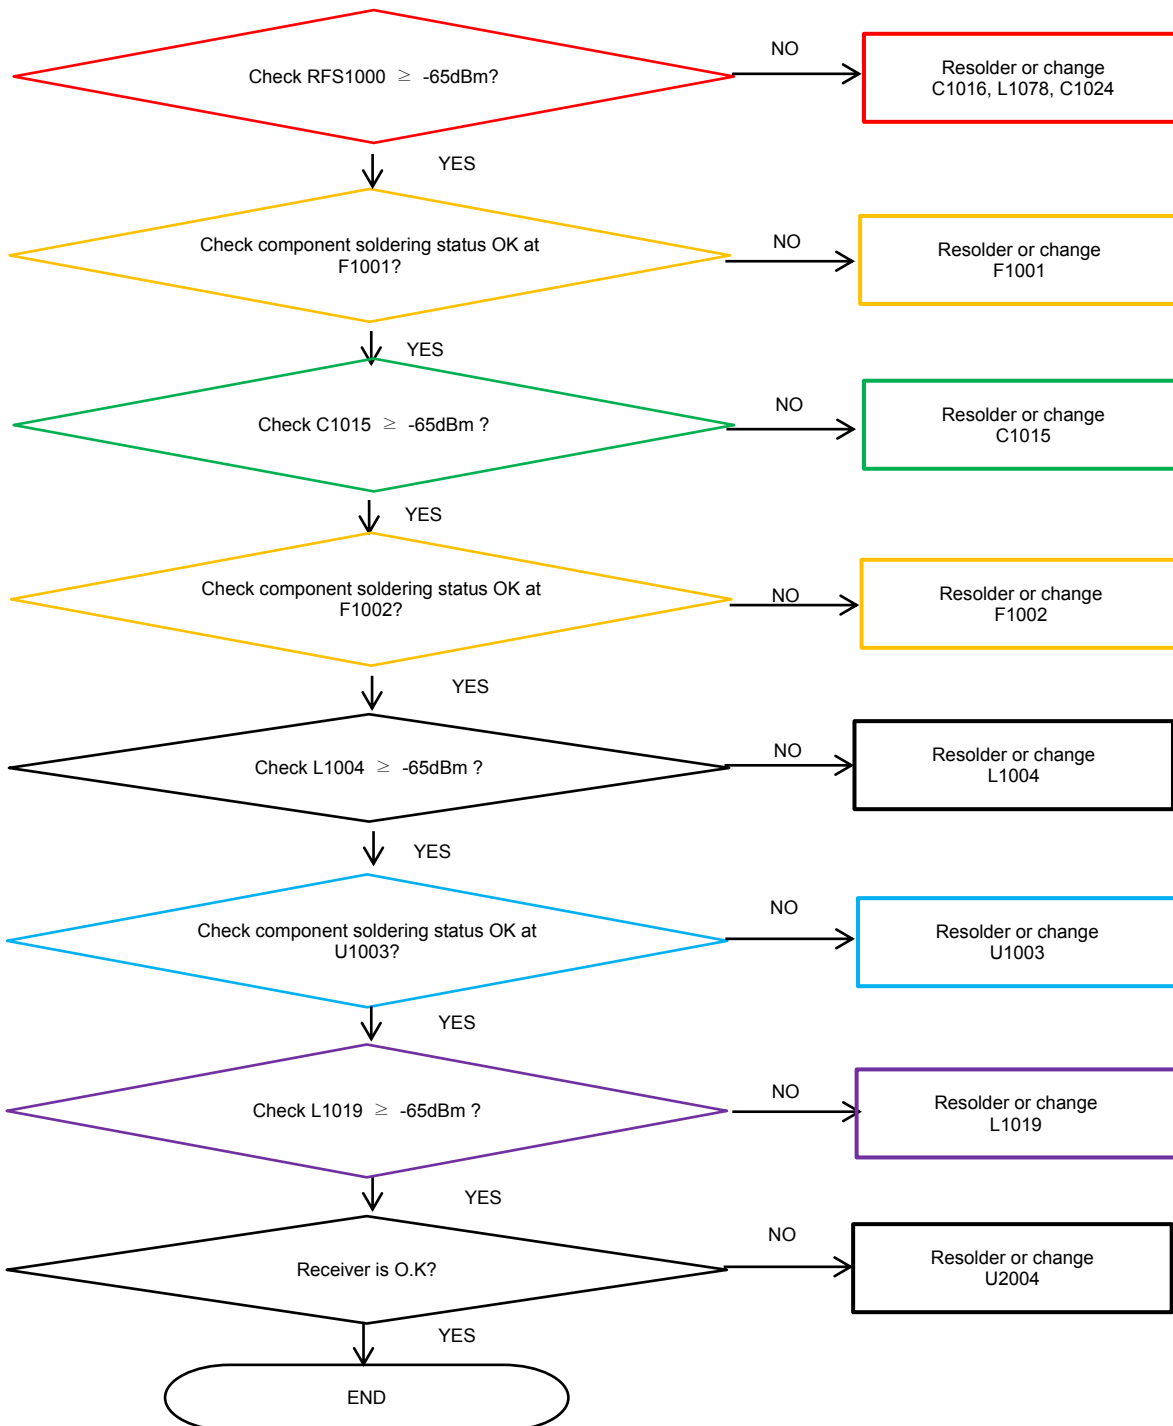 Check RFS1000 ≥ -65dBm?
NO
Resolder or change
C1016, L1078, C1024
YES
Check component soldering status OK at
F1001?
NO
Resolder or change
F1001
YES
Check C1015 ≥ -65dBm ?
NO
Resolder or change
C1015
YES
Check component soldering status OK at
F1002?
NO
Resolder or change
F1002
YES
Check L1004 ≥ -65dBm ?
NO
Resolder or change
L1004
YES
Check component soldering status OK at
U1003?
NO
Resolder or change
U1003
YES
Check L1019 ≥ -65dBm ?
NO
Resolder or change
L1019
YES
Receiver is O.K?
NO
Resolder or change
U2004
YES
END